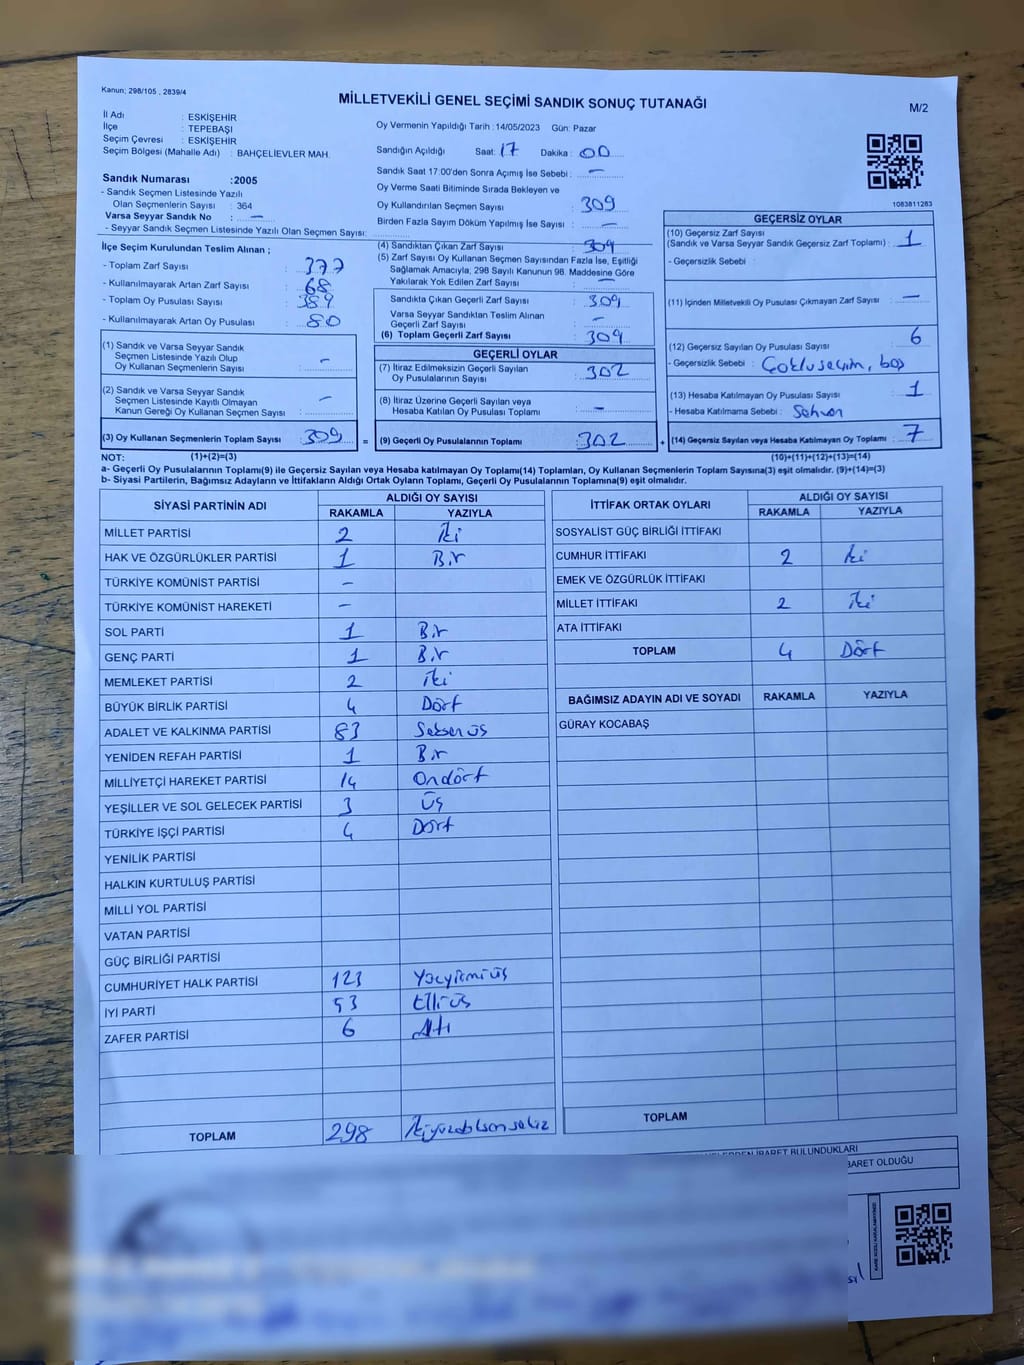 Kanun; 298/105 , 2839/4
MİLLETVEKİLİ GENEL SEÇİMİ SANDIK SONUÇ TUTANAĞI
M/2
İl Adı : ESKİŞEHİR
İlçe : TEPEBAŞI
Seçim Çevresi : ESKİŞEHİR
Seçim Bölgesi (Mahalle Adı) : BAHÇELİEVLER MAH.
Oy Vermenin Yapıldığı Tarih : 14/05/2023 Gün: Pazar
Sandığın Açıldığı Saat: 17 Dakika : 00
Sandık Saat 17:00'den Sonra Açımış İse Sebebi : –
Oy Verme Saati Bitiminde Sırada Bekleyen ve
Oy Kullandırılan Seçmen Sayısı : 309
Birden Fazla Sayım Döküm Yapılmış İse Sayısı : –
1083811283
Sandık Numarası :2005
- Sandık Seçmen Listesinde Yazılı
Olan Seçmenlerin Sayısı : 364
Varsa Seyyar Sandık No : –
- Seyyar Sandık Seçmen Listesinde Yazılı Olan Seçmen Sayısı:
İlçe Seçim Kurulundan Teslim Alınan ;
- Toplam Zarf Sayısı : 377
- Kullanılmayarak Artan Zarf Sayısı : 68
- Toplam Oy Pusulası Sayısı : 389
- Kullanılmayarak Artan Oy Pusulası : 80
(1) Sandık ve Varsa Seyyar Sandık
Seçmen Listesinde Yazılı Olup
Oy Kullanan Seçmenlerin Sayısı : –
(2) Sandık ve Varsa Seyyar Sandık
Seçmen Listesinde Kayıtlı Olmayan
Kanun Gereği Oy Kullanan Seçmen Sayısı : –
(3) Oy Kullanan Seçmenlerin Toplam Sayısı : 309 =
(4) Sandıktan Çıkan Zarf Sayısı : 309
(5) Zarf Sayısı Oy Kullanan Seçmen Sayısından Fazla İse, Eşitliği
Sağlamak Amacıyla; 298 Sayılı Kanunun 98. Maddesine Göre
Yakılarak Yok Edilen Zarf Sayısı : –
Sandıkta Çıkan Geçerli Zarf Sayısı : 309
Varsa Seyyar Sandıktan Teslim Alınan
Geçerli Zarf Sayısı : –
(6) Toplam Geçerli Zarf Sayısı : 309
GEÇERLİ OYLAR
(7) İtiraz Edilmeksizin Geçerli Sayılan
Oy Pusulalarının Sayısı : 302
(8) İtiraz Üzerine Geçerli Sayılan veya
Hesaba Katılan Oy Pusulası Toplamı : –
(9) Geçerli Oy Pusulalarının Toplamı : 302 +
GEÇERSİZ OYLAR
(10) Geçersiz Zarf Sayısı
(Sandık ve Varsa Seyyar Sandık Geçersiz Zarf Toplamı) : 1
- Geçersizlik Sebebi :
(11) İçinden Milletvekili Oy Pusulası Çıkmayan Zarf Sayısı : –
(12) Geçersiz Sayılan Oy Pusulası Sayısı : 6
- Geçersizlik Sebebi : Çoklu seçim, boş
(13) Hesaba Katılmayan Oy Pusulası Sayısı : 1
- Hesaba Katılmama Sebebi : Sehven
(14) Geçersiz Sayılan veya Hesaba Katılmayan Oy Toplamı : 7
NOT: (1)+(2)=(3)
(10)+(11)+(12)+(13)=(14)
a- Geçerli Oy Pusulalarının Toplamı(9) ile Geçersiz Sayılan veya Hesaba katılmayan Oy Toplamı(14) Toplamları, Oy Kullanan Seçmenlerin Toplam Sayısına(3) eşit olmalıdır. (9)+(14)=(3)
b- Siyasi Partilerin, Bağımsız Adayların ve İttifakların Aldığı Ortak Oyların Toplamı, Geçerli Oy Pusulalarının Toplamına(9) eşit olmalıdır.
SİYASİ PARTİNİN ADI ALDIĞI OY SAYISI
RAKAMLA YAZIYLA
MİLLET PARTİSİ 2 İki
HAK VE ÖZGÜRLÜKLER PARTİSİ 1 Bir
TÜRKİYE KOMÜNİST PARTİSİ –
TÜRKİYE KOMÜNİST HAREKETİ –
SOL PARTİ 1 Bir
GENÇ PARTİ 1 Bir
MEMLEKET PARTİSİ 2 İki
BÜYÜK BİRLİK PARTİSİ 4 Dört
ADALET VE KALKINMA PARTİSİ 83 Seksenüç
YENİDEN REFAH PARTİSİ 1 Bir
MİLLİYETÇİ HAREKET PARTİSİ 14 Ondört
YEŞİLLER VE SOL GELECEK PARTİSİ 3 Üç
TÜRKİYE İŞÇİ PARTİSİ 4 Dört
YENİLİK PARTİSİ
HALKIN KURTULUŞ PARTİSİ
MİLLİ YOL PARTİSİ
VATAN PARTİSİ
GÜÇ BİRLİĞİ PARTİSİ
CUMHURİYET HALK PARTİSİ 123 Yüzyirmiüç
İYİ PARTİ 53 Elliüç
ZAFER PARTİSİ 6 Altı
TOPLAM 298 İkiyüzdoksansekiz
İTTİFAK ORTAK OYLARI ALDIĞI OY SAYISI
RAKAMLA YAZIYLA
SOSYALİST GÜÇ BİRLİĞİ İTTİFAKI
CUMHUR İTTİFAKI 2 İki
EMEK VE ÖZGÜRLÜK İTTİFAKI
MİLLET İTTİFAKI 2 İki
ATA İTTİFAKI
TOPLAM 4 Dört
BAĞIMSIZ ADAYIN ADI VE SOYADI RAKAMLA YAZIYLA
GÜRAY KOCABAŞ
TOPLAM
İBARET BULUNDUKLARI
BARET OLDUĞU